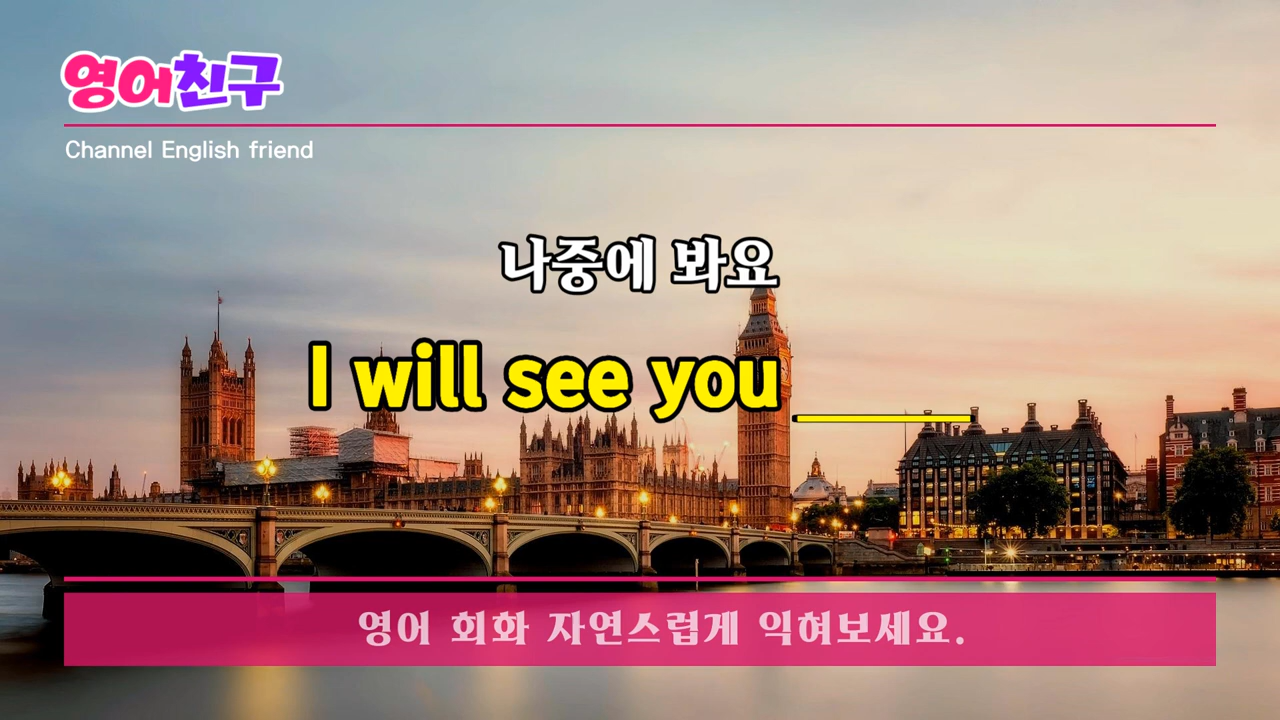 영어친구
Channel English friend
나중에 봐요
I will see you ______
영어 회화 자연스럽게 익혀보세요.